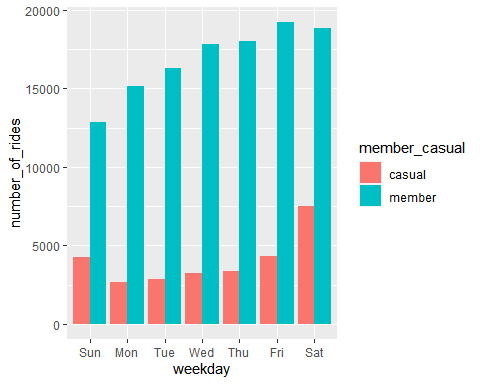 number_of_rides
20000
15000
10000
5000
0
Sun Mon Tue Wed Thu Fri Sat
weekday
member_casual
casual
member